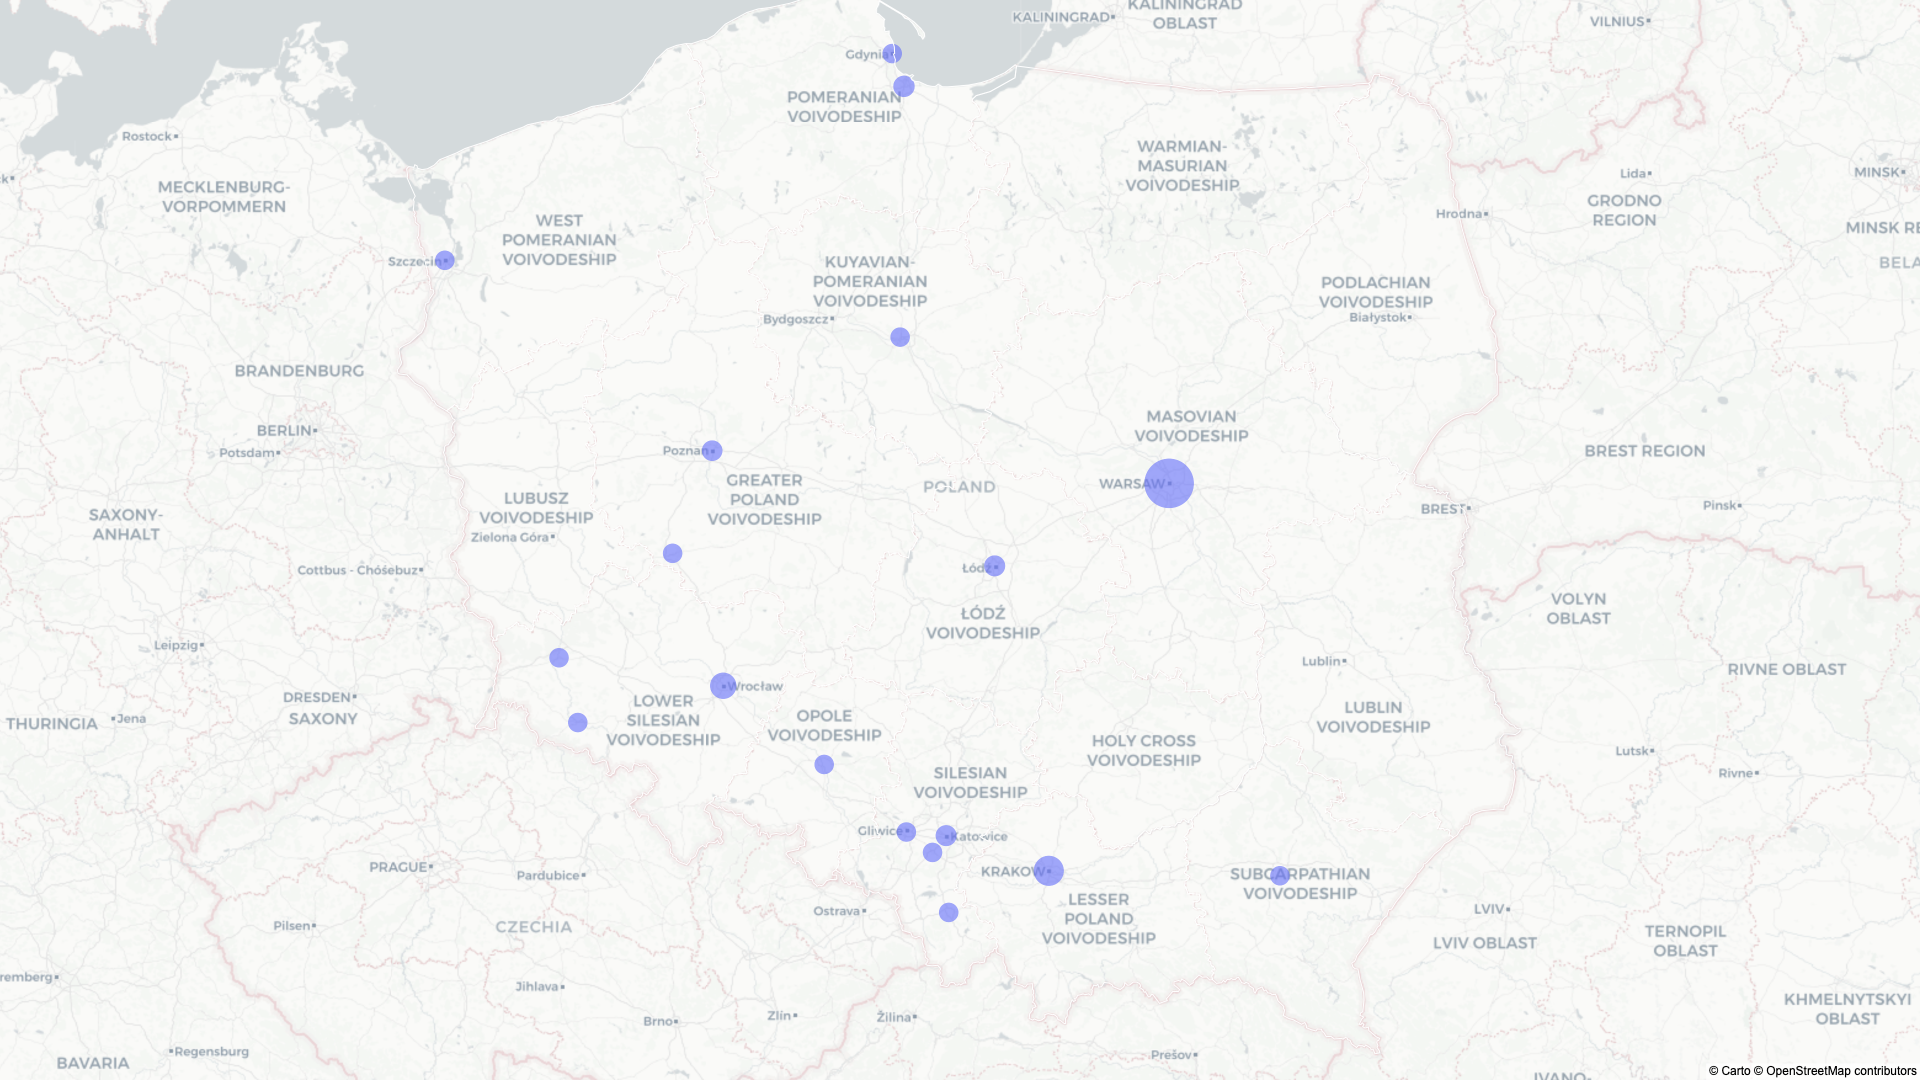 KALININGRAD
KALININGRAD
OBLAST
VILNIUS
Gdynia
POMERANIAN
VOIVODESHIP
Rostock
WARMIAN-
MASURIAN
VOIVODESHIP
Lida
MINSK
MECKLENBURG-
VORPOMMERN
GRODNO
REGION
Hrodna
WEST
POMERANIAN
VOIVODESHIP
MINSK RE
BELA
Szczecin
KUYAVIAN-
POMERANIAN
VOIVODESHIP
PODLACHIAN
VOIVODESHIP
Białystok
Bydgoszcz
BRANDENBURG
BERLIN
Potsdam
MASOVIAN
VOIVODESHIP
Poznań
BREST REGION
GREATER
POLAND
VOIVODESHIP
POLAND
WARSAW
LUBUSZ
VOIVODESHIP
Zielona Góra
BREST
Pinsk
SAXONY-
ANHALT
Cottbus - Chóśebuz
Łódź
ŁÓDŹ
VOIVODESHIP
VOLYN
OBLAST
Leipzig
Lublin
RIVNE OBLAST
DRESDEN
SAXONY
THURINGIA
Jena
Wrocław
LOWER
SILESIAN
VOIVODESHIP
OPOLE
VOIVODESHIP
LUBLIN
VOIVODESHIP
HOLY CROSS
VOIVODESHIP
Lutsk
Rivne
SILESIAN
VOIVODESHIP
Gliwice
Katowice
PRAGUE
Pardubice
KRAKOW
SUBCARPATHIAN
VOIVODESHIP
LESSER
POLAND
VOIVODESHIP
Ostrava
LVIV
LVIV OBLAST
TERNOPIL
OBLAST
Pilsen
CZECHIA
remberg
Jihlava
KHMELNYTSKYI
OBLAST
Brno
Zlín
Žilina
Regensburg
BAVARIA
Prešov
IVANO-
© Carto © OpenStreetMap contributors